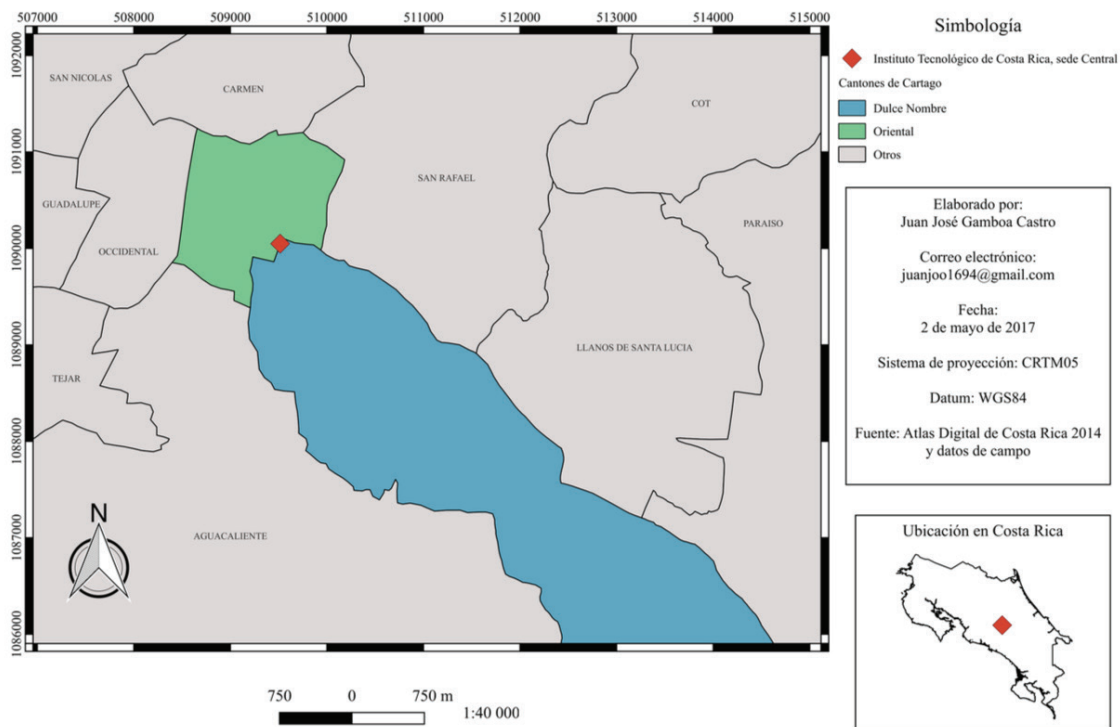 507000 508000 509000 510000 511000 512000 513000 514000 515000
1092000
1091000
1090000
1089000
1088000
1087000
1086000
SAN NICOLAS
CARMEN
COT
SAN RAFAEL
GUADALUPE
PARAISO
OCCIDENTAL
LLANOS DE SANTA LUCIA
TEJAR
AGUACALIENTE
N
750 0 750 m
1:40 000
Simbología
Instituto Tecnológico de Costa Rica, sede Central
Cantones de Cartago
Dulce Nombre
Oriental
Otros
Elaborado por:
Juan José Gamboa Castro
Correo electrónico:
juanjoo1694@gmail.com
Fecha:
2 de mayo de 2017
Sistema de proyección: CRTM05
Datum: WGS84
Fuente: Atlas Digital de Costa Rica 2014
y datos de campo
Ubicación en Costa Rica